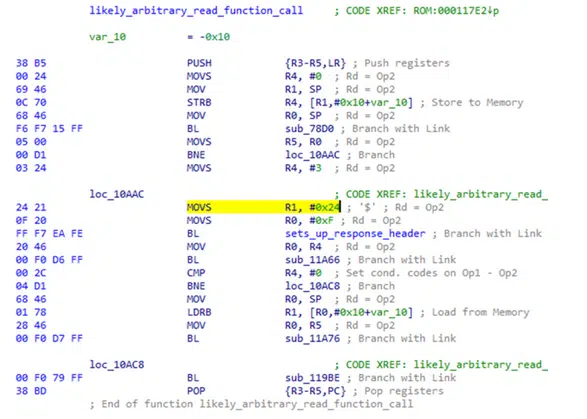 likely_arbitrary_read_function_call ; CODE XREF: ROM:000117E2↓p
var_10 = -0x10
38 B5 PUSH {R3-R5,LR} ; Push registers
00 24 MOVS R4, #0 ; Rd = Op2
69 46 MOV R1, SP ; Rd = Op2
0C 70 STRB R4, [R1,#0x10+var_10] ; Store to Memory
68 46 MOV R0, SP ; Rd = Op2
F6 F7 15 FF BL sub_78D0 ; Branch with Link
05 00 MOVS R5, R0 ; Rd = Op2
00 D1 BNE loc_10AAC ; Branch
03 24 MOVS R4, #3 ; Rd = Op2
loc_10AAC ; CODE XREF: likely_arbitrary_read_
24 21 MOVS R1, #0x24 ; '$' ; Rd = Op2
0F 20 MOVS R0, #0xF ; Rd = Op2
FF F7 EA FE BL sets_up_response_header ; Branch with Link
20 46 MOV R0, R4 ; Rd = Op2
00 F0 D6 FF BL sub_11A66 ; Branch with Link
00 2C CMP R4, #0 ; Set cond. codes on Op1 - Op2
04 D1 BNE loc_10AC8 ; Branch
68 46 MOV R0, SP ; Rd = Op2
01 78 LDRB R1, [R0,#0x10+var_10] ; Load from Memory
28 46 MOV R0, R5 ; Rd = Op2
00 F0 D7 FF BL sub_11A76 ; Branch with Link
loc_10AC8 ; CODE XREF: likely_arbitrary_read_
00 F0 79 FF BL sub_119BE ; Branch with Link
38 BD POP {R3-R5,PC} ; Pop registers
; End of function likely_arbitrary_read_function_call